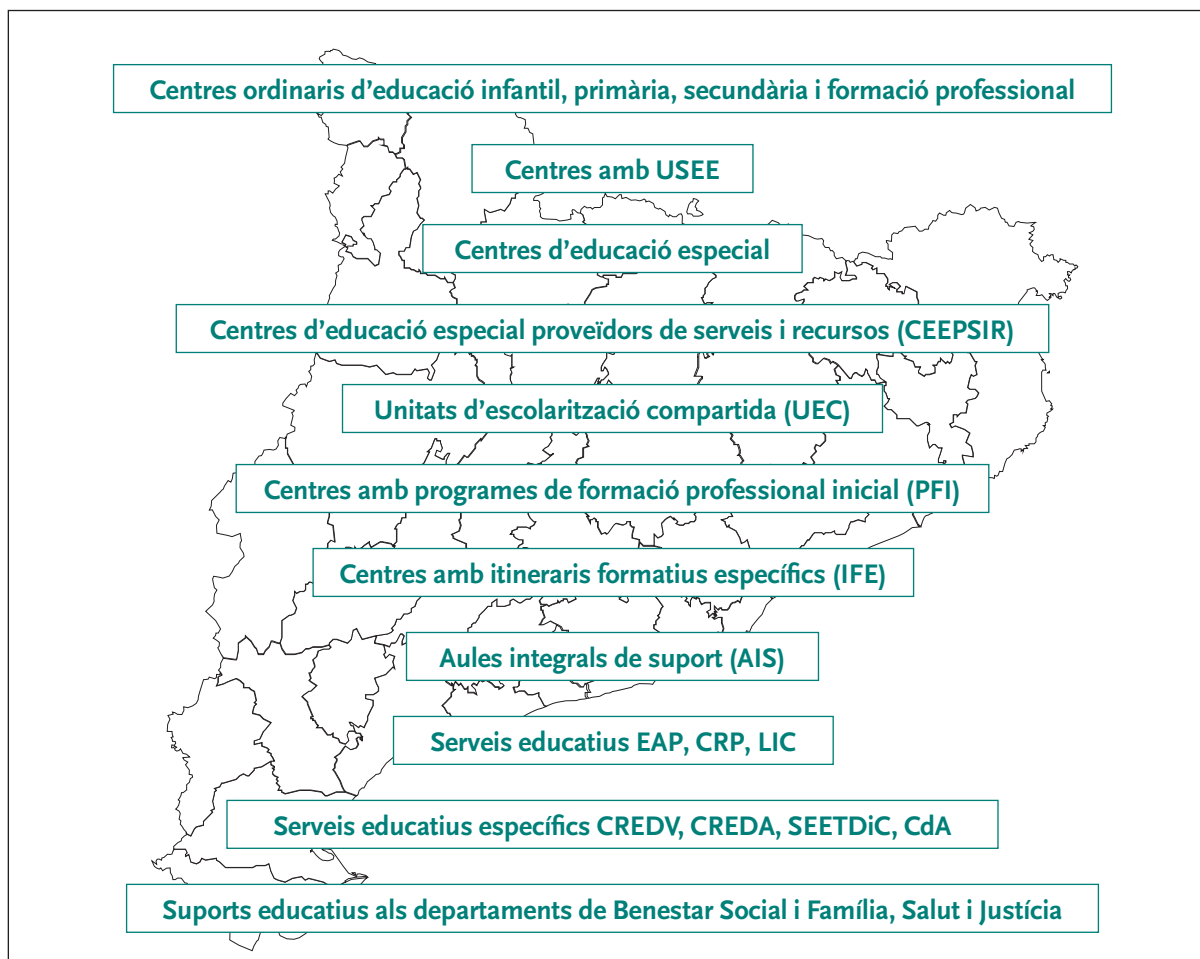 Centres ordinaris d’educació infantil, primària, secundària i formació professional
Centres amb USEE
Centres d’educació especial
Centres d’educació especial proveïdors de serveis i recursos (CEEPSIR)
Unitats d’escolarització compartida (UEC)
Centres amb programes de formació professional inicial (PFI)
Centres amb itineraris formatius específics (IFE)
Aules integrals de suport (AIS)
Serveis educatius EAP, CRP, LIC
Serveis educatius específics CREDV, CREDA, SEETDiC, CdA
Suports educatius als departaments de Benestar Social i Família, Salut i Justícia